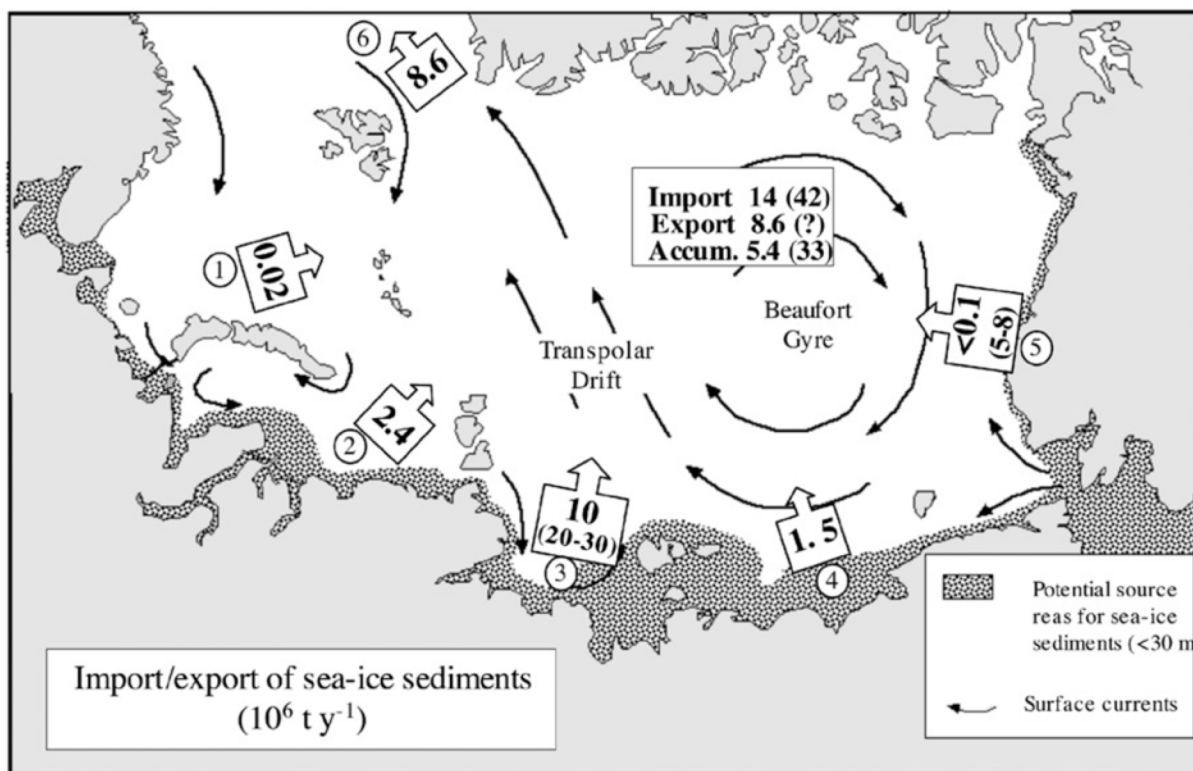 6
8.6
Import 14 (42)
Export 8.6 (?)
Accum. 5.4 (33)
1
0.02
Beaufort
Gyre
<0.1
(5-8)
5
Transpolar
Drift
2.4
2
10
(20-30)
3
1. 5
4
Potential source
reas for sea-ice
sediments (<30 m
Surface currents
Import/export of sea-ice sediments
(10⁶ t y⁻¹)